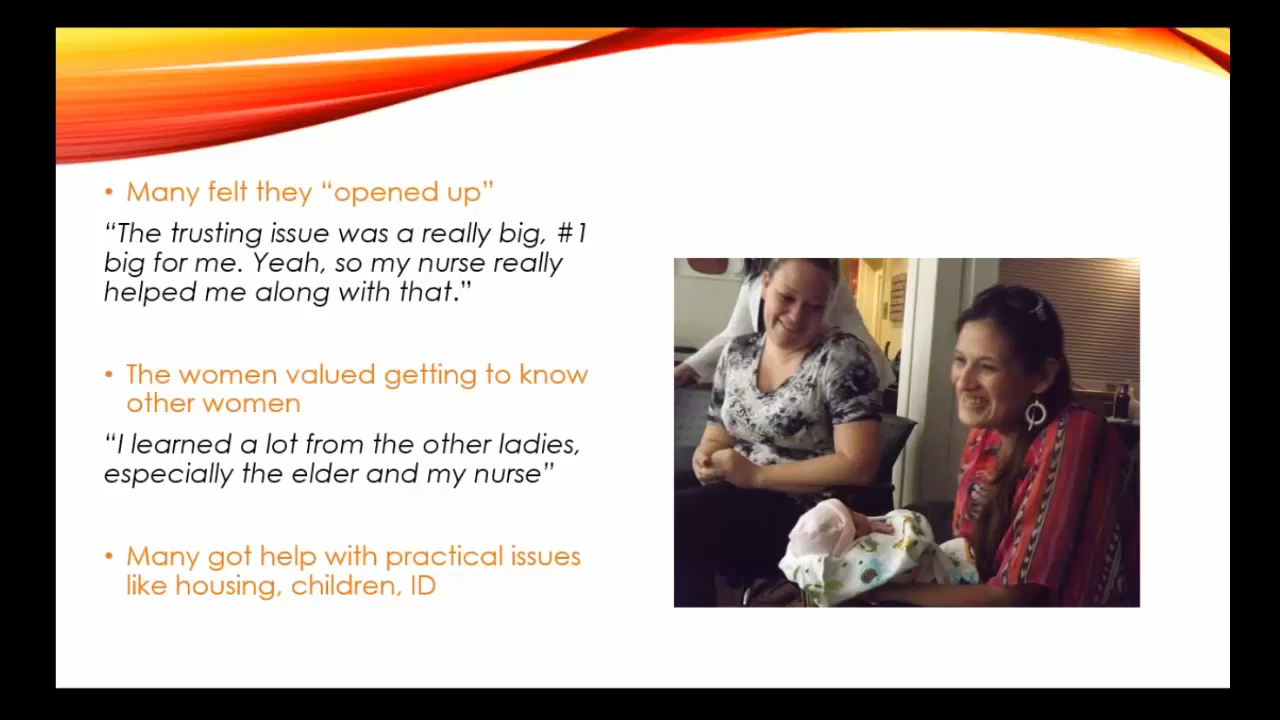 • Many felt they “opened up”
“The trusting issue was a really big, #1
big for me. Yeah, so my nurse really
helped me along with that.”
• The women valued getting to know
other women
“I learned a lot from the other ladies,
especially the elder and my nurse”
• Many got help with practical issues
like housing, children, ID